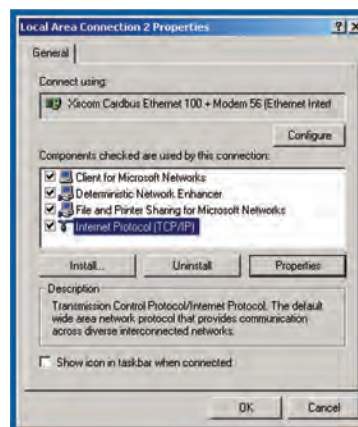 Local Area Connection 2 Properties
General
Connect using:
Xircom Cardbus Ethernet 100 + Modem 56 (Ethernet Interf
Configure
Components checked are used by this connection:
Client for Microsoft Networks
Deterministic Network Enhancer
File and Printer Sharing for Microsoft Networks
Internet Protocol (TCP/IP)
Install... Uninstall Properties
Description
Transmission Control Protocol/Internet Protocol. The default
wide area network protocol that provides communication
across diverse interconnected networks.
Show icon in taskbar when connected
OK Cancel